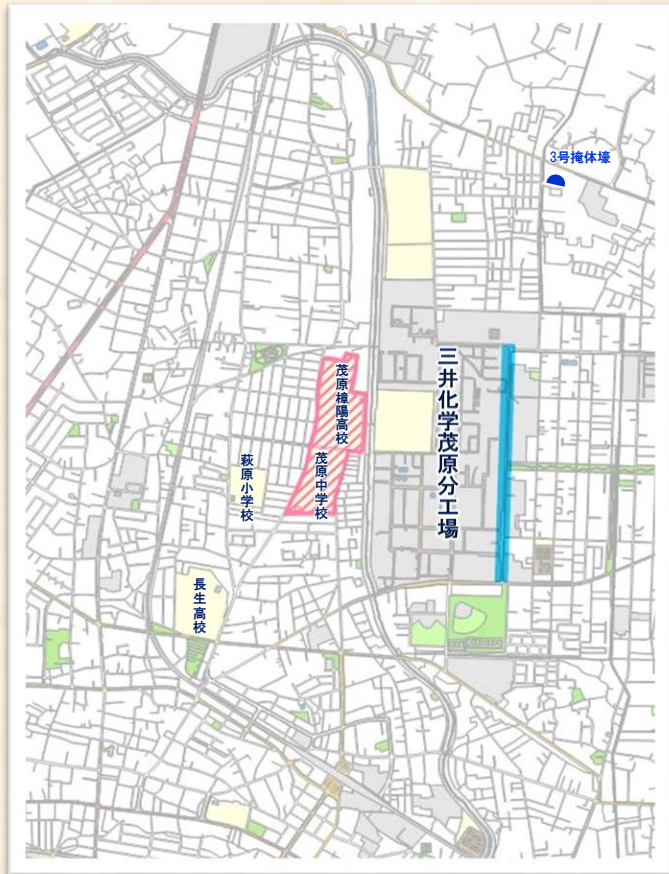 3号掩体壕
三井化学茂原分工場
茂原樟陽高校
茂原中学校
萩原小学校
長生高校